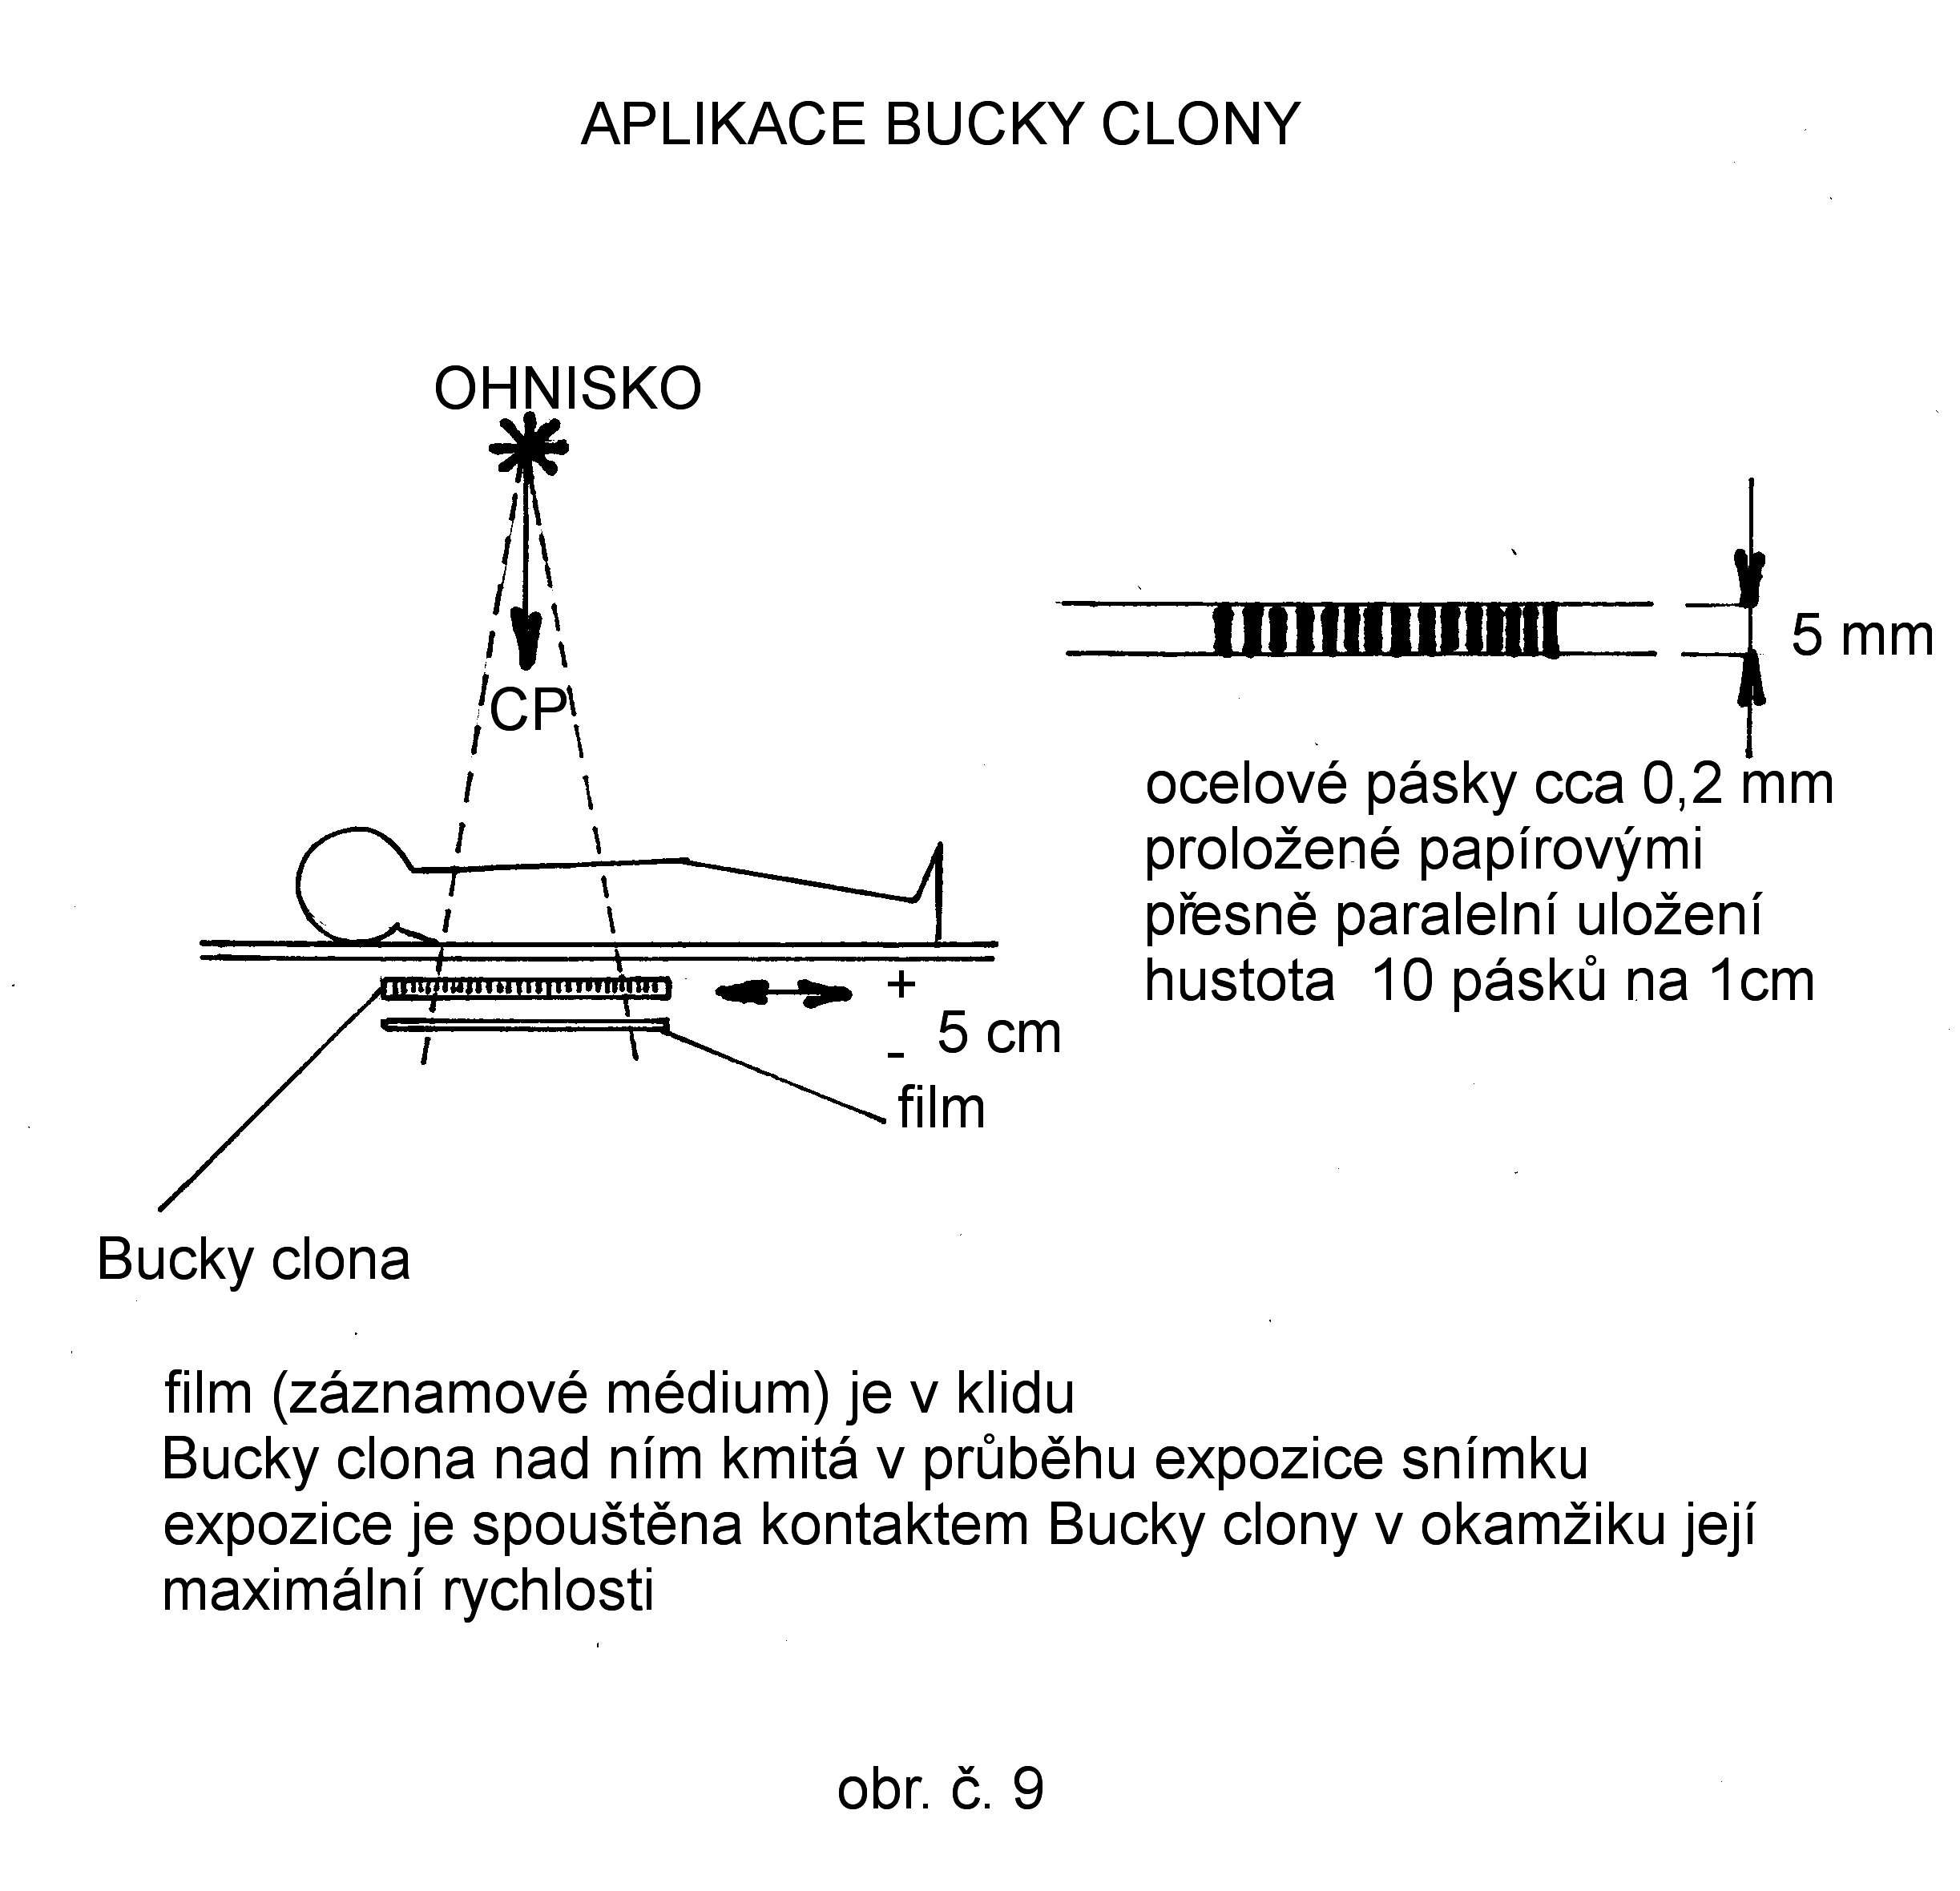 APLIKACE BUCKY CLONY
OHNISKO
CP
5 mm
ocelové pásky cca 0,2 mm
proložené papírovými
přesně paralelní uložení
hustota 10 pásků na 1cm
+
5 cm
-
film
Bucky clona
film (záznamové médium) je v klidu
Bucky clona nad ním kmitá v průběhu expozice snímku
expozice je spouštěna kontaktem Bucky clony v okamžiku její
maximální rychlosti
obr. č. 9